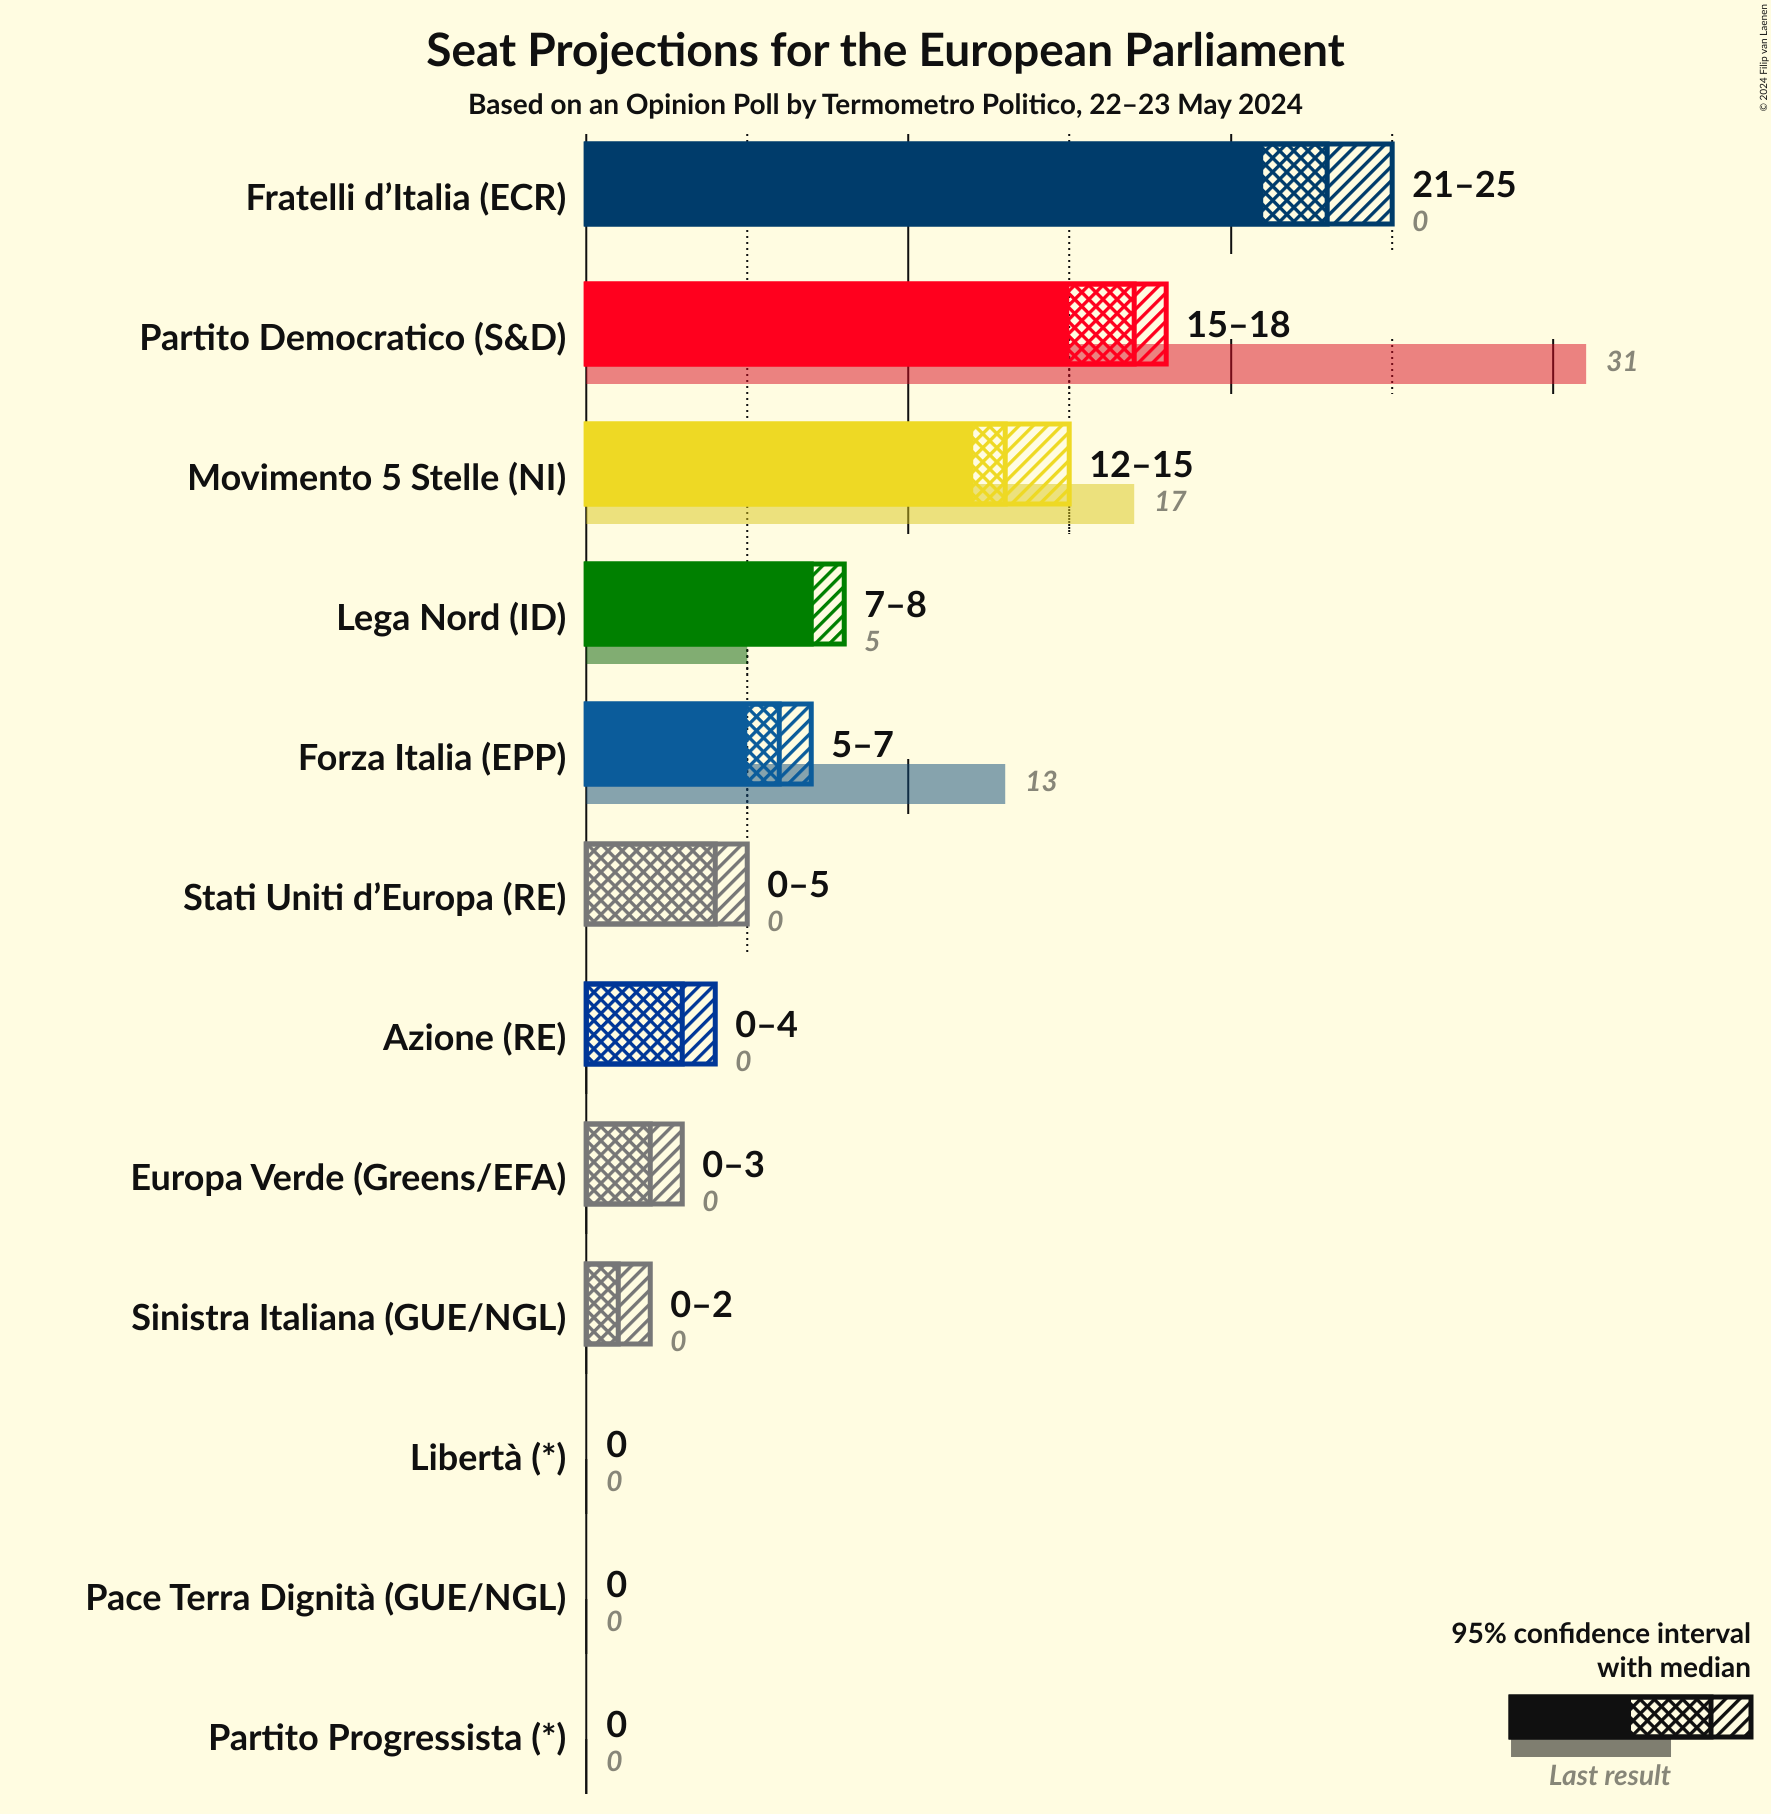 Seat Projections for the European Parliament
Based on an Opinion Poll by Termometro Politico, 22–23 May 2024
© 2024 Filip van Laenen
Fratelli d’Italia (ECR)
21–25
0
Partito Democratico (S&D)
15–18
31
Movimento 5 Stelle (NI)
12–15
17
Lega Nord (ID)
7–8
5
Forza Italia (EPP)
5–7
13
Stati Uniti d’Europa (RE)
0–5
0
Azione (RE)
0–4
0
Europa Verde (Greens/EFA)
0–3
0
Sinistra Italiana (GUE/NGL)
0–2
0
Libertà (*)
0
0
Pace Terra Dignità (GUE/NGL)
0
0
Partito Progressista (*)
0
0
95% confidence interval
with median
Last result